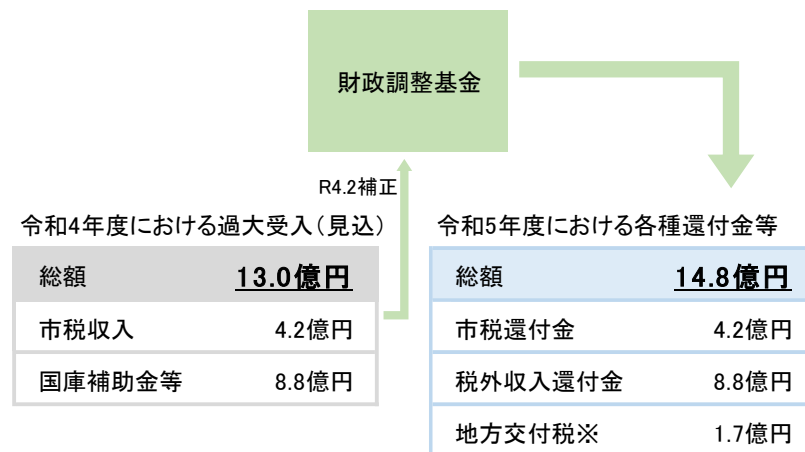 財政調整基金
R4.2補正
令和4年度における過大受入(見込)
総額 13.0億円
市税収入 4.2億円
国庫補助金等 8.8億円
令和5年度における各種還付金等
総額 14.8億円
市税還付金 4.2億円
税外収入還付金 8.8億円
地方交付税※ 1.7億円